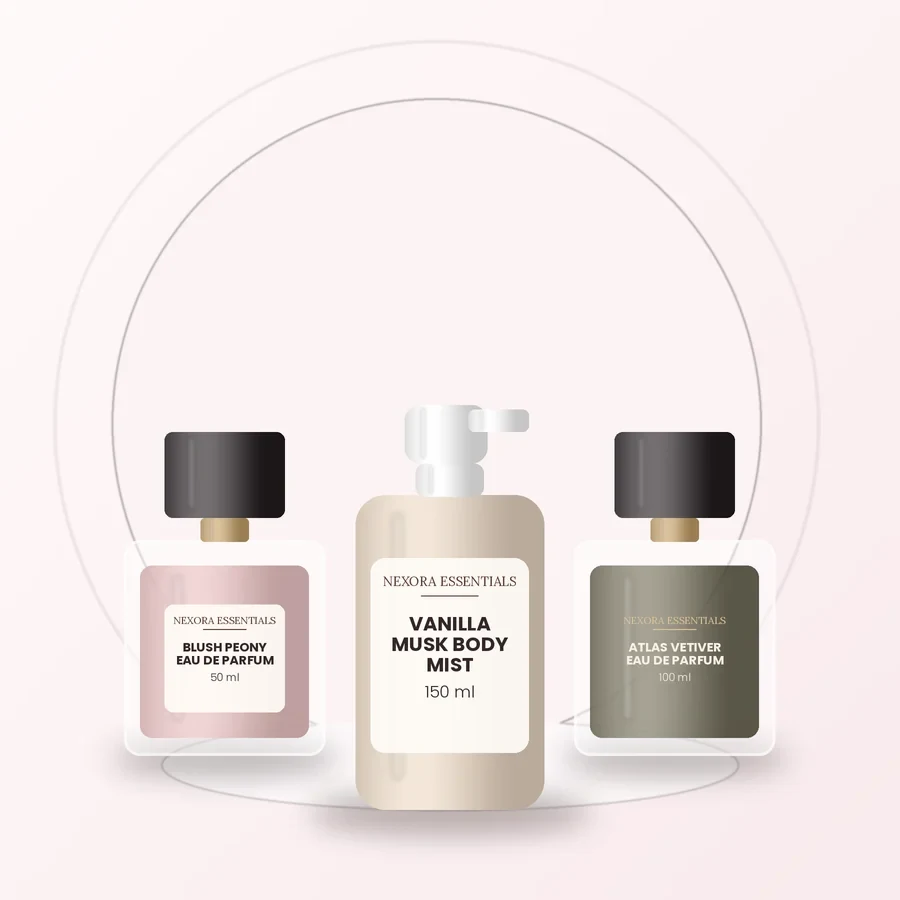 NEXORA ESSENTIALS
BLUSH PEONY
EAU DE PARFUM
50 ml
NEXORA ESSENTIALS
VANILLA
MUSK BODY
MIST
150 ml
NEXORA ESSENTIALS
ATLAS VETIVER
EAU DE PARFUM
100 ml